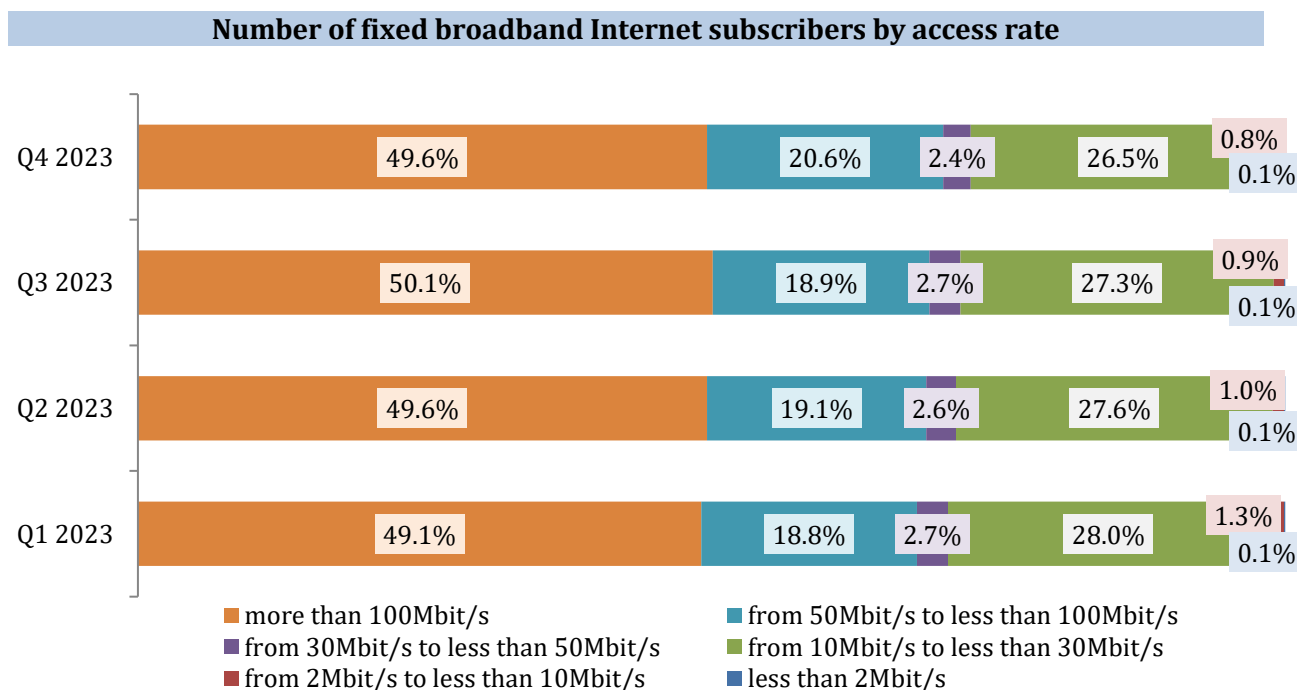 Number of fixed broadband Internet subscribers by access rate
Q4 2023 49.6% 20.6% 2.4% 26.5% 0.8% 0.1%
Q3 2023 50.1% 18.9% 2.7% 27.3% 0.9% 0.1%
Q2 2023 49.6% 19.1% 2.6% 27.6% 1.0% 0.1%
Q1 2023 49.1% 18.8% 2.7% 28.0% 1.3% 0.1%
more than 100Mbit/s from 50Mbit/s to less than 100Mbit/s
from 30Mbit/s to less than 50Mbit/s from 10Mbit/s to less than 30Mbit/s
from 2Mbit/s to less than 10Mbit/s less than 2Mbit/s